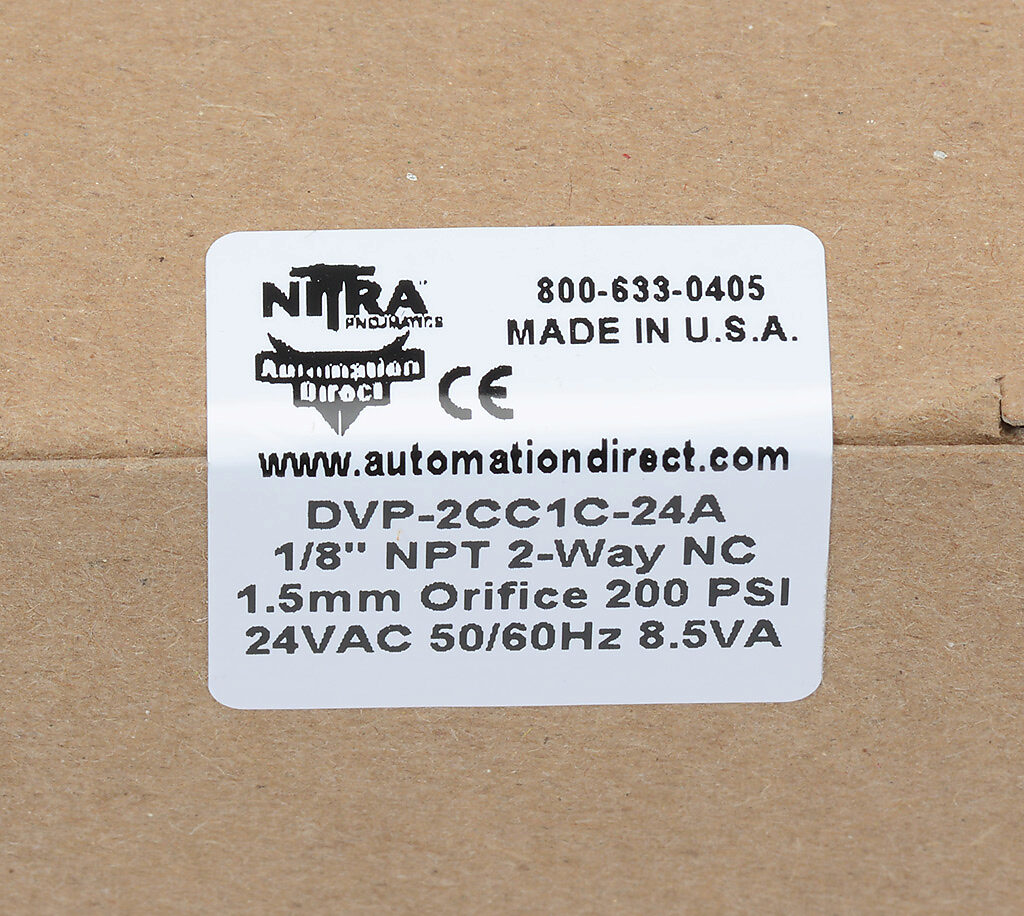 NITRA
PNEUMATICS
800-633-0405
MADE IN U.S.A.
Automation
Direct
CE
www.automationdirect.com
DVP-2CC1C-24A
1/8" NPT 2-Way NC
1.5mm Orifice 200 PSI
24VAC 50/60Hz 8.5VA